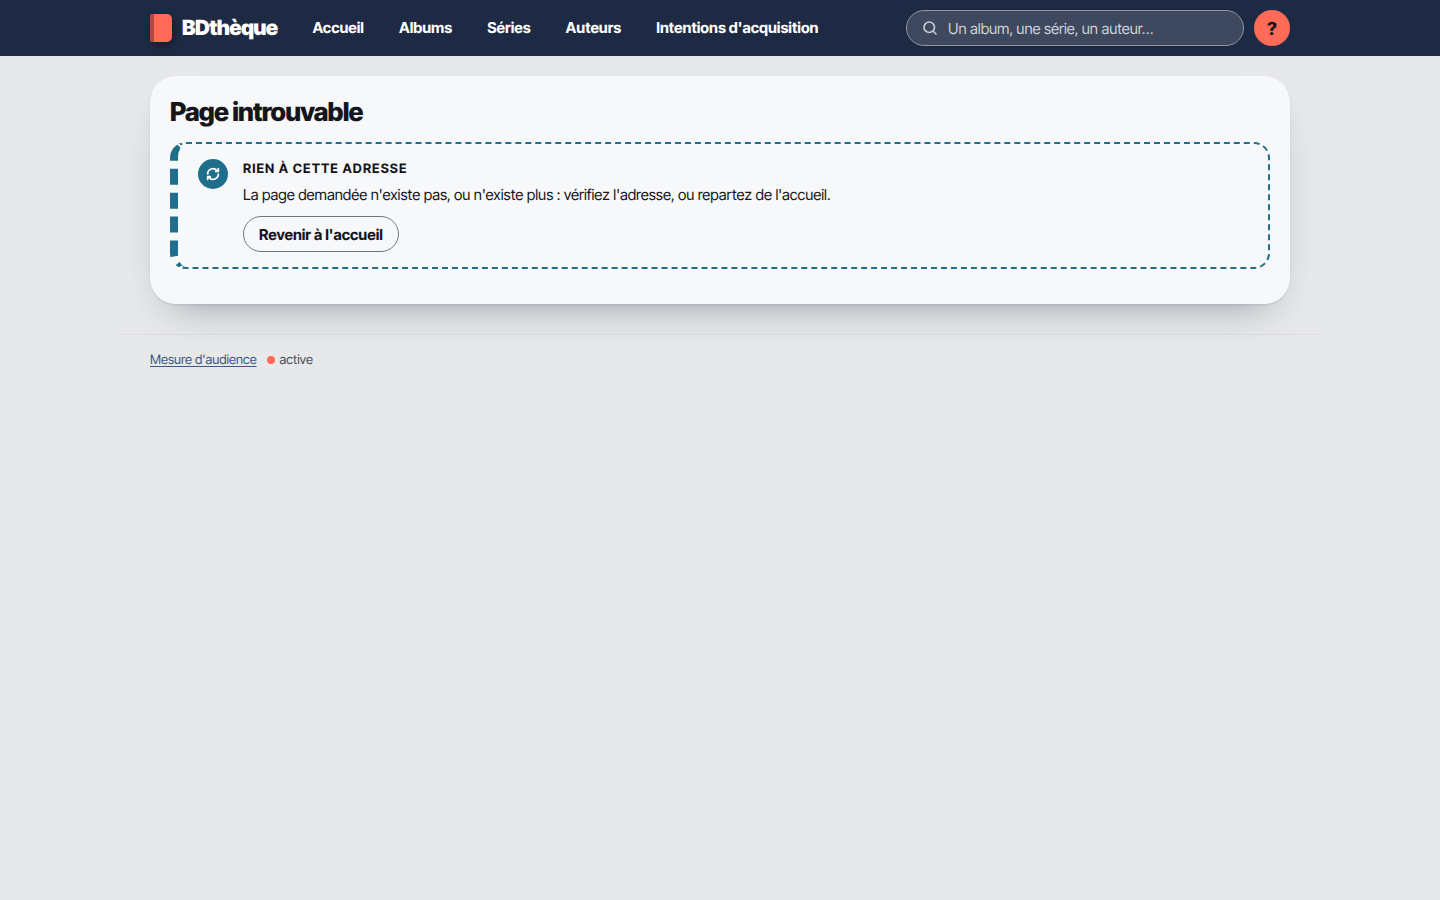 BDthèque
Accueil
Albums
Séries
Auteurs
Intentions d'acquisition
Un album, une série, un auteur...
?
Page introuvable
RIEN À CETTE ADRESSE
La page demandée n'existe pas, ou n'existe plus : vérifiez l'adresse, ou repartez de l'accueil.
Revenir à l'accueil
Mesure d'audience
active